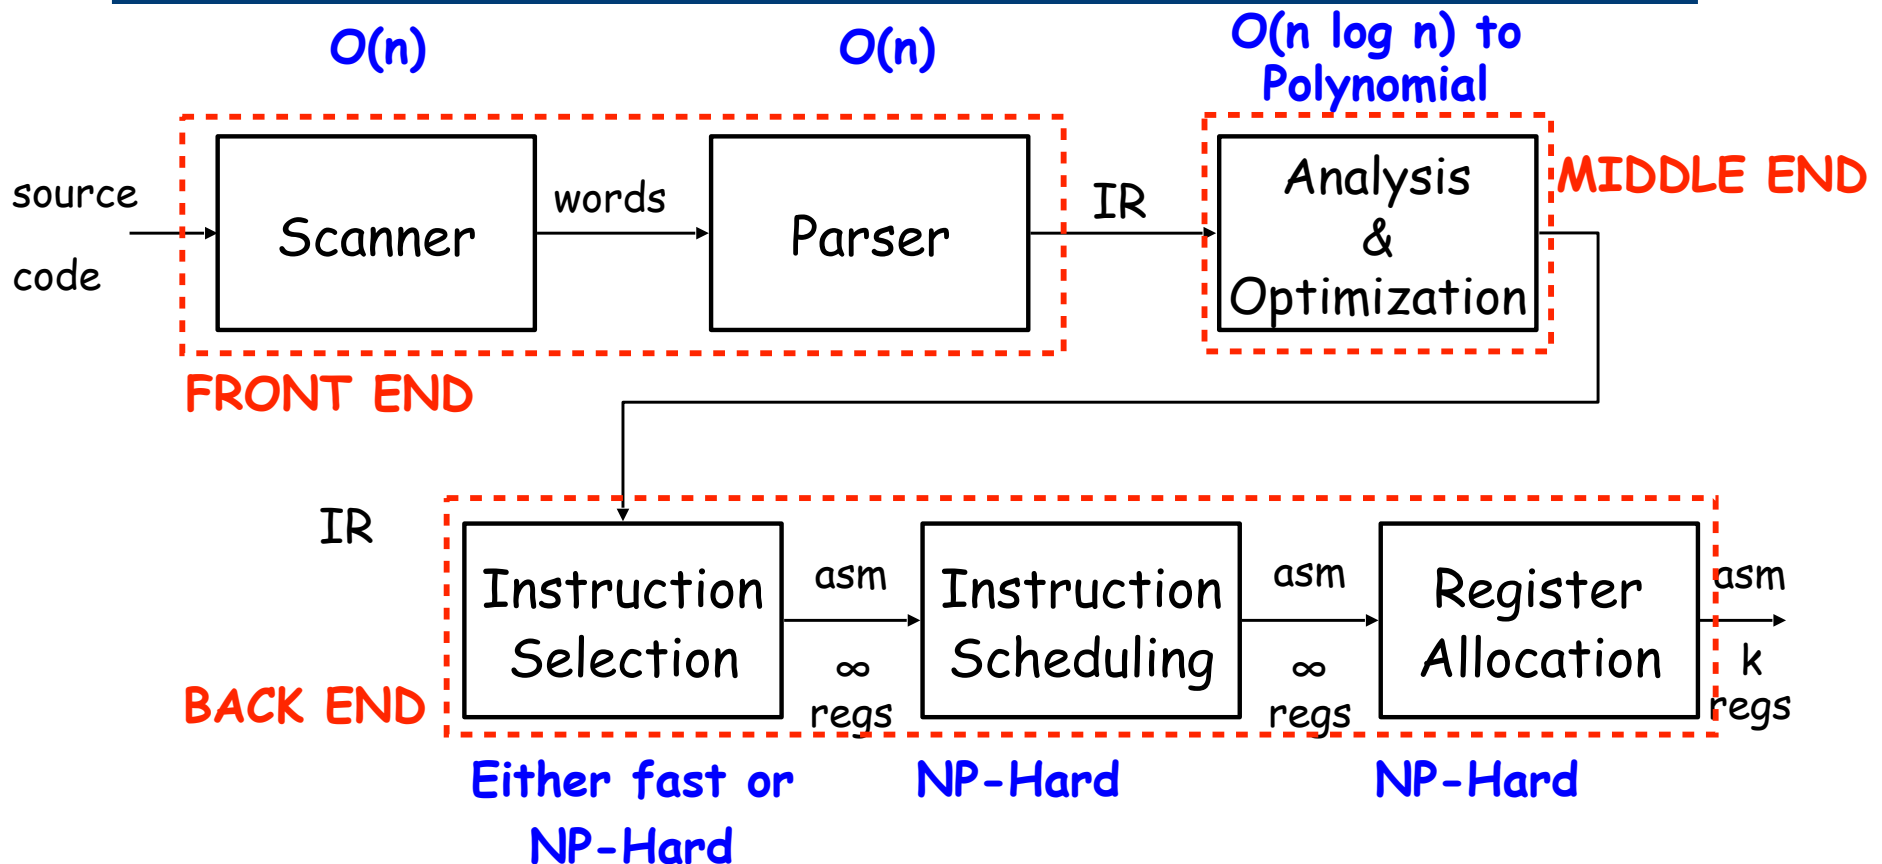 O(n)
O(n)
O(n log n) to
Polynomial
source
code
Scanner
words
Parser
IR
Analysis
&
Optimization
MIDDLE END
FRONT END
IR
BACK END
Instruction
Selection
asm
∞
regs
Instruction
Scheduling
asm
∞
regs
Register
Allocation
asm
k
regs
Either fast or
NP-Hard
NP-Hard
NP-Hard